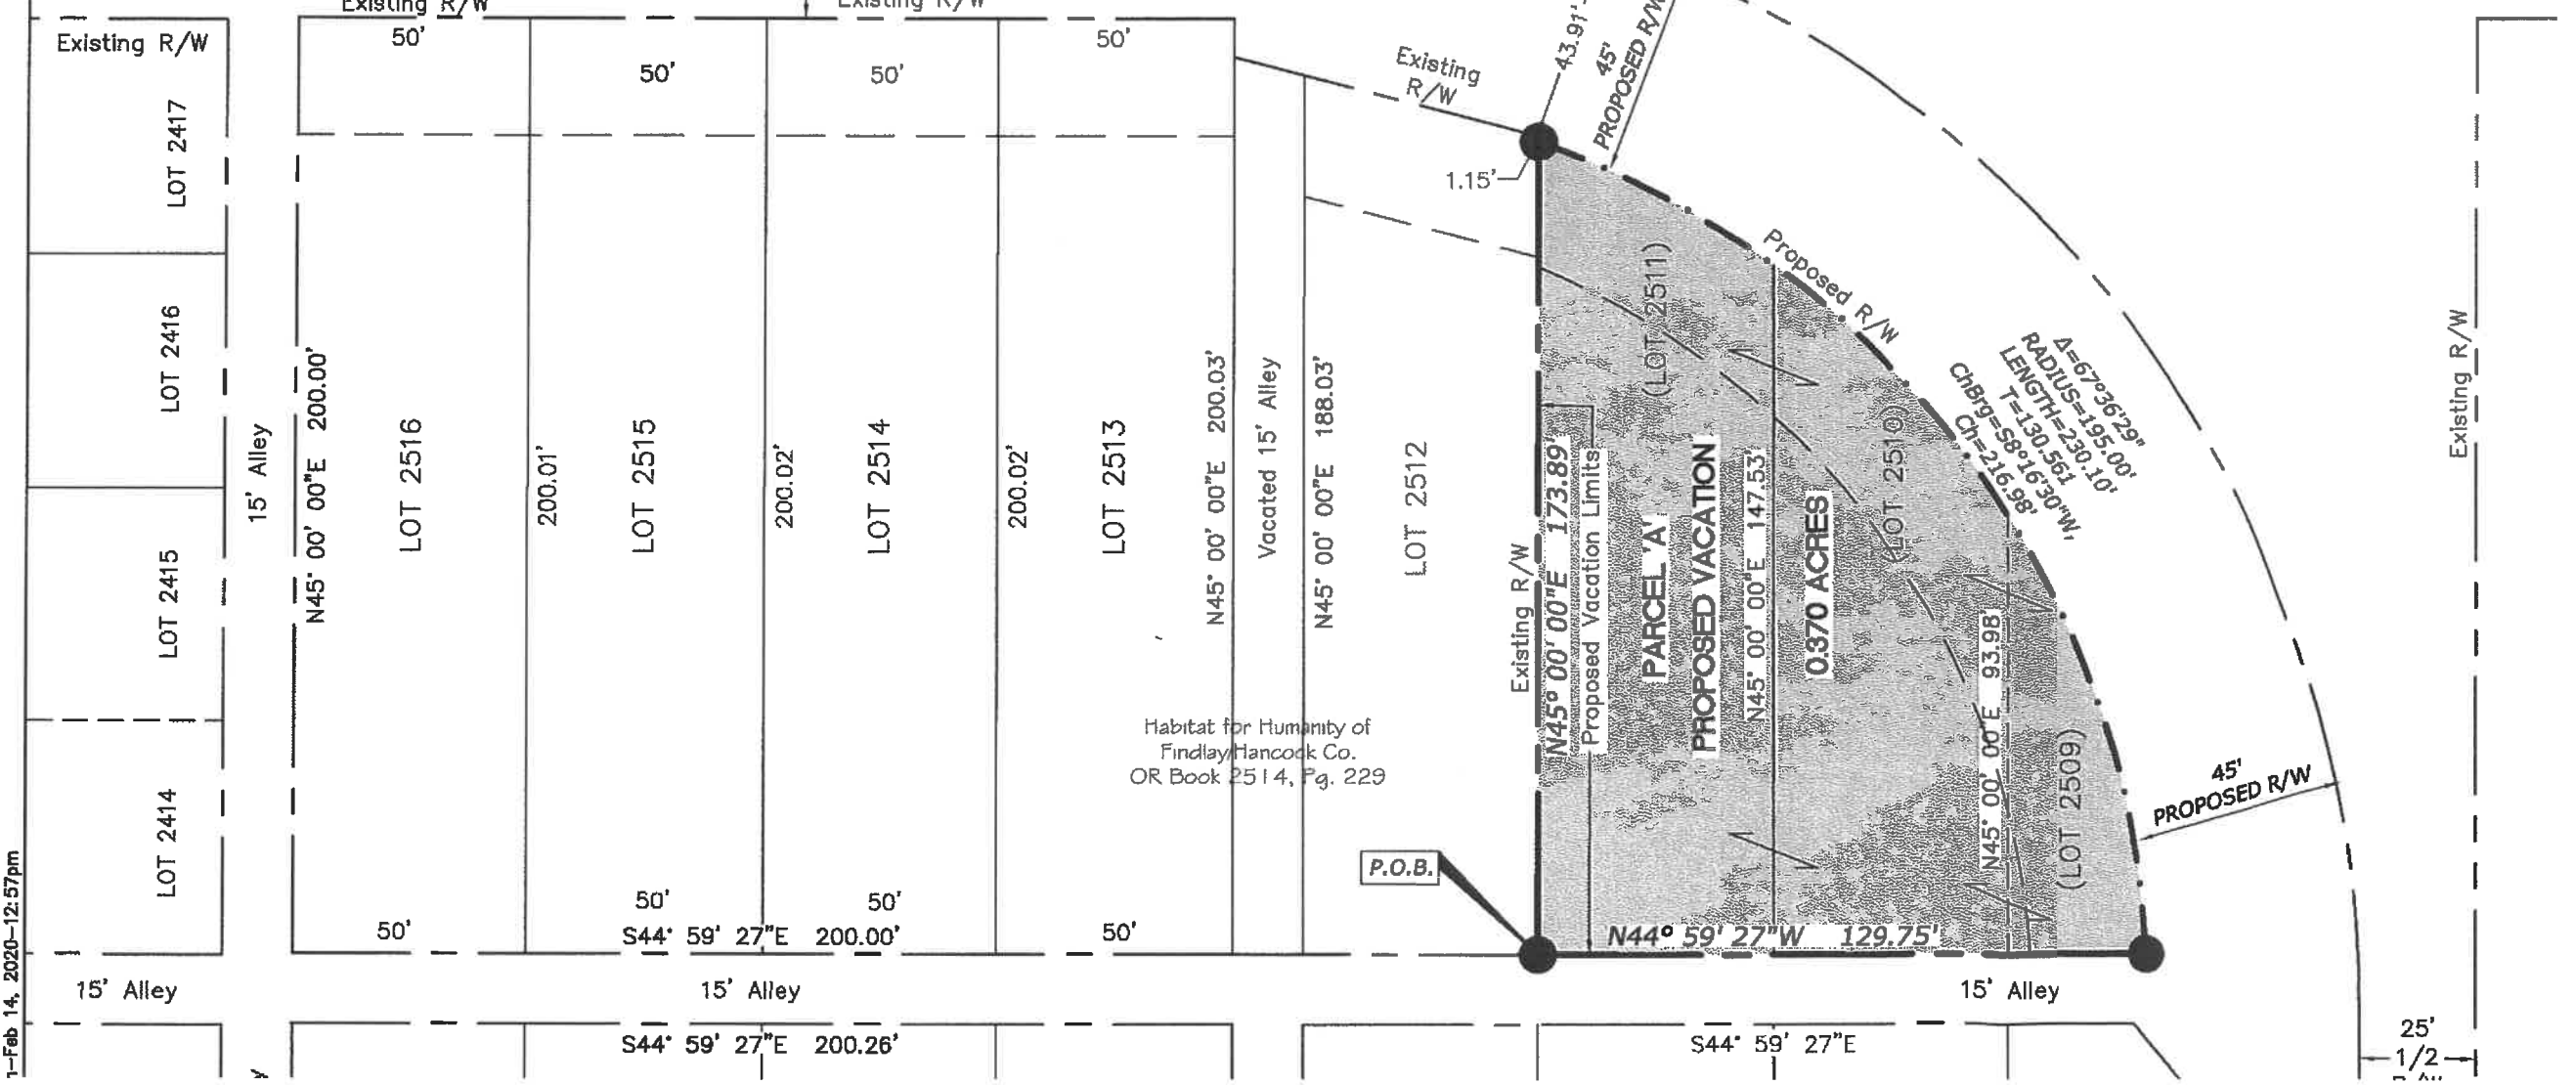 Existing R/W
Existing R/W
Existing R/W
50'
50'
50'
50'
LOT 2417
LOT 2416
LOT 2415
LOT 2414
15' Alley
N45° 00' 00"E 200.00'
LOT 2516
200.01'
LOT 2515
200.02'
LOT 2514
200.02'
LOT 2513
N45° 00' 00"E 200.03'
Vacated 15' Alley
N45° 00' 00"E 188.03'
LOT 2512
Habitat for Humanity of
Findlay/Hancock Co.
OR Book 2514, Pg. 229
50'
50'
50'
50'
S44° 59' 27"E 200.00'
15' Alley
15' Alley
S44° 59' 27"E 200.26'
Existing
R/W
43.91'
45'
PROPOSED R/W
1.15'
Existing R/W
N45° 00' 00"E 173.89'
Proposed Vacation Limits
(LOT 2511)
PARCEL 'A'
PROPOSED VACATION
N45° 00' 00"E 147.53'
0.370 ACRES
(LOT 2510)
N45° 00' 00"E 93.98'
(LOT 2509)
Proposed R/W
Δ=67°36'29"
RADIUS=195.00'
LENGTH=230.10'
T=130.561
ChBrg=S8°16'30"W,
Ch=216.98'
P.O.B.
N44° 59' 27"W 129.75'
15' Alley
S44° 59' 27"E
45'
PROPOSED R/W
Existing R/W
25'
1/2
Feb 14, 2020-12:57pm